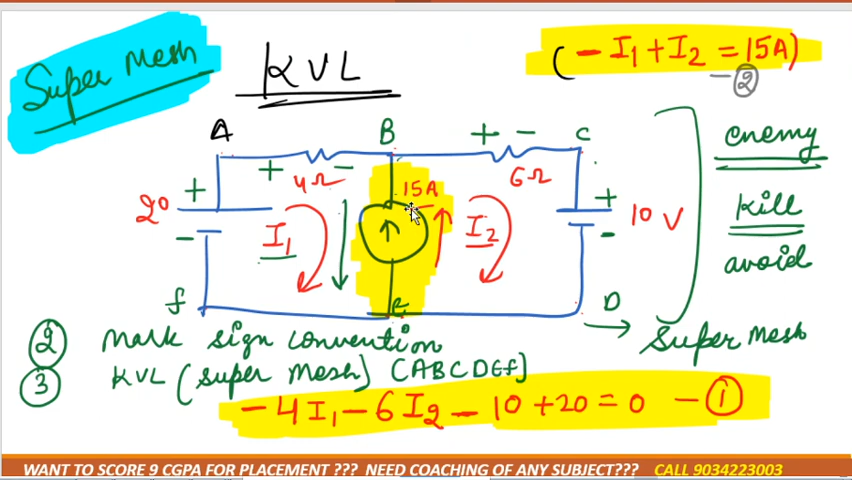 Super Mesh
KVL
( - I1 + I2 = 15A)
- ②
A
B
C
+ -
+ -
4Ω
15A
6Ω
enemy
kill
avoid
+
20
-
I1
I2
+
10 V
-
f
E
D
Super Mesh
② Mark sign convention
③ KVL (super Mesh) [ABCDEf]
- 4I1 - 6I2 - 10 + 20 = 0 - ①
WANT TO SCORE 9 CGPA FOR PLACEMENT ??? NEED COACHING OF ANY SUBJECT??? CALL 9034223003